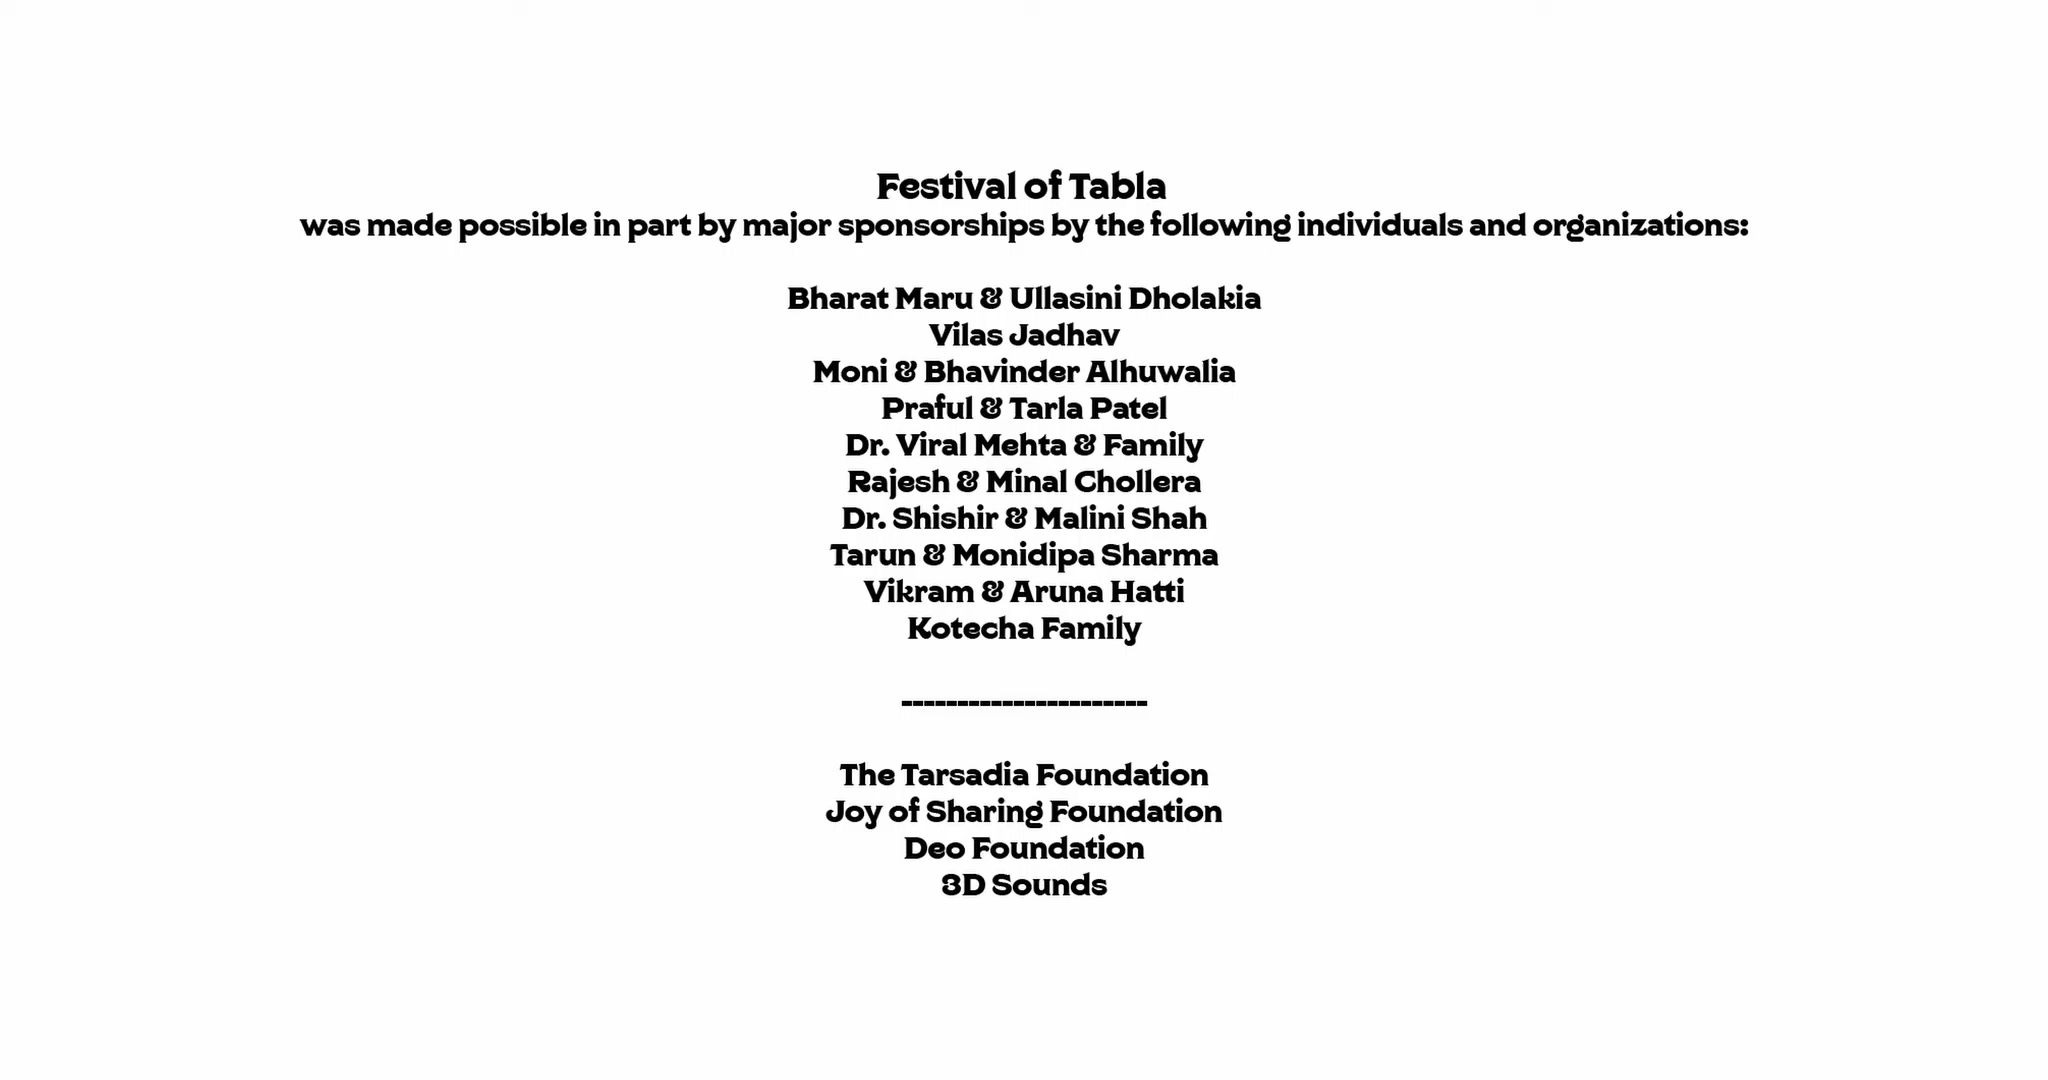 Festival of Tabla
was made possible in part by major sponsorships by the following individuals and organizations:
Bharat Maru & Ullasini Dholakia
Vilas Jadhav
Moni & Bhavinder Alhuwalia
Praful & Tarla Patel
Dr. Viral Mehta & Family
Rajesh & Minal Chollera
Dr. Shishir & Malini Shah
Tarun & Monidipa Sharma
Vikram & Aruna Hatti
Kotecha Family
----------------------
The Tarsadia Foundation
Joy of Sharing Foundation
Deo Foundation
3D Sounds